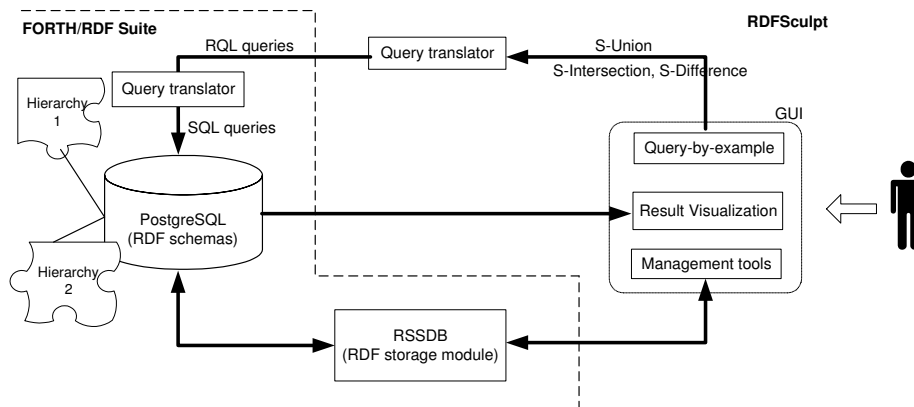 FORTH/RDF Suite
RDFSculpt
RQL queries
Query translator
S-Union
S-Intersection, S-Difference
Query translator
Hierarchy
1
SQL queries
GUI
Query-by-example
PostgreSQL
(RDF schemas)
Result Visualization
Hierarchy
2
Management tools
RSSDB
(RDF storage module)